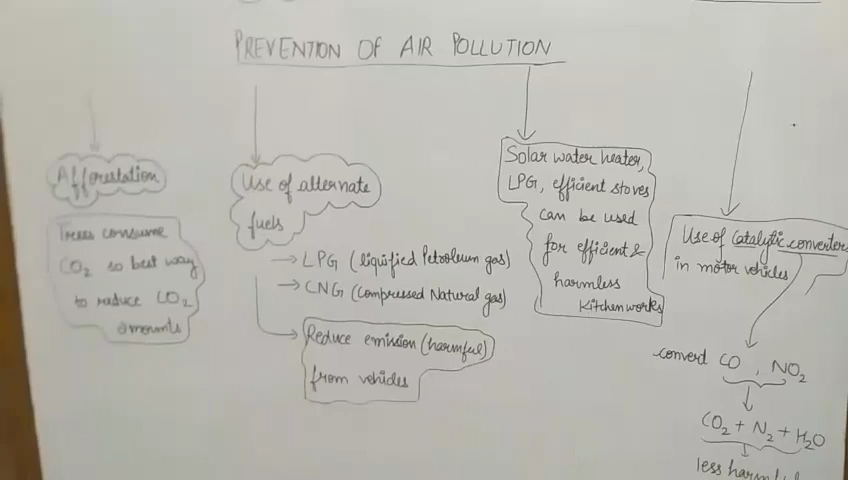 PREVENTION OF AIR POLLUTION
Afforestation
Trees consume
CO2 so best way
to reduce CO2
amounts
Use of alternate
fuels
→ LPG (liquified Petroleum gas)
→ CNG (Compressed Natural gas)
Reduce emission (harmful)
from vehicles
Solar water heater,
LPG, efficient stoves
can be used
for efficient &
harmless
Kitchen works
Use of catalytic converters
in motor vehicles
convert CO, NO2
CO2 + N2 + H2O
less harmful